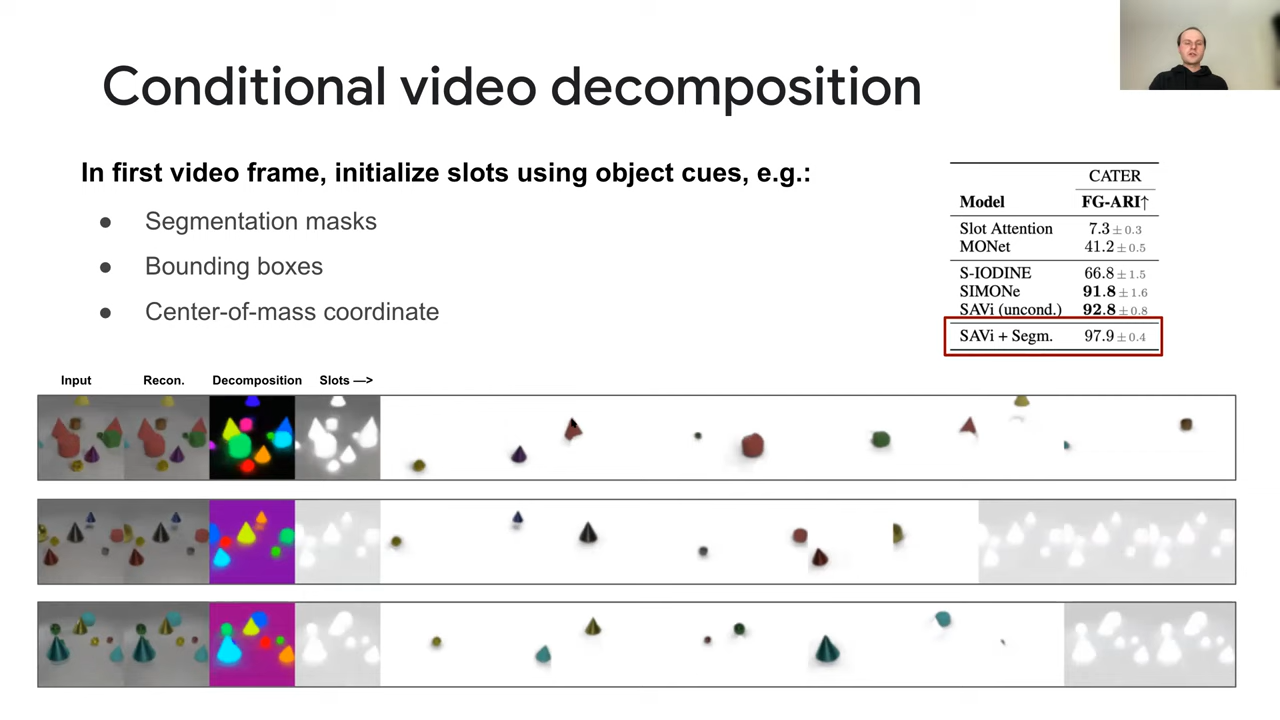 Conditional video decomposition
In first video frame, initialize slots using object cues, e.g.:
● Segmentation masks
● Bounding boxes
● Center-of-mass coordinate
CATER
Model FG-ARI↑
Slot Attention 7.3 ± 0.3
MONet 41.2 ± 0.5
S-IODINE 66.8 ± 1.5
SIMONe 91.8 ± 1.6
SAVi (uncond.) 92.8 ± 0.8
SAVi + Segm. 97.9 ± 0.4
Input Recon. Decomposition Slots —>